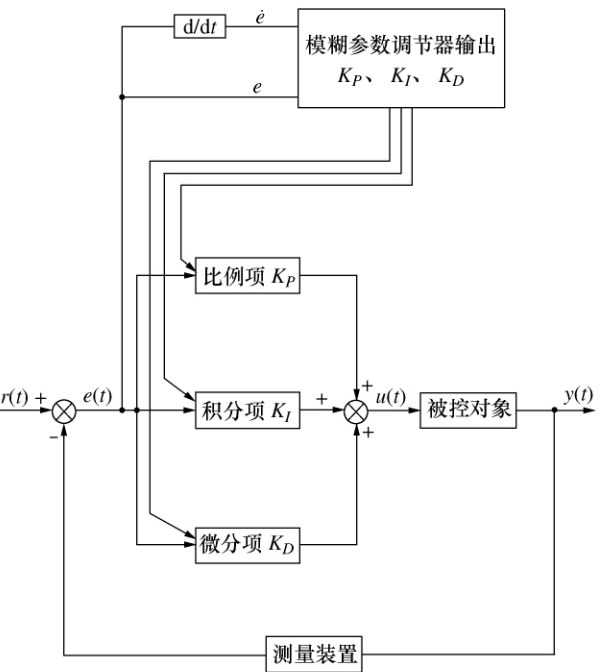 d/dt
ė
模糊参数调节器输出
K_P、 K_I、 K_D
e
比例项 K_P
r(t) +
e(t)
积分项 K_I
+
+
u(t)
被控对象
y(t)
-
+
微分项 K_D
测量装置